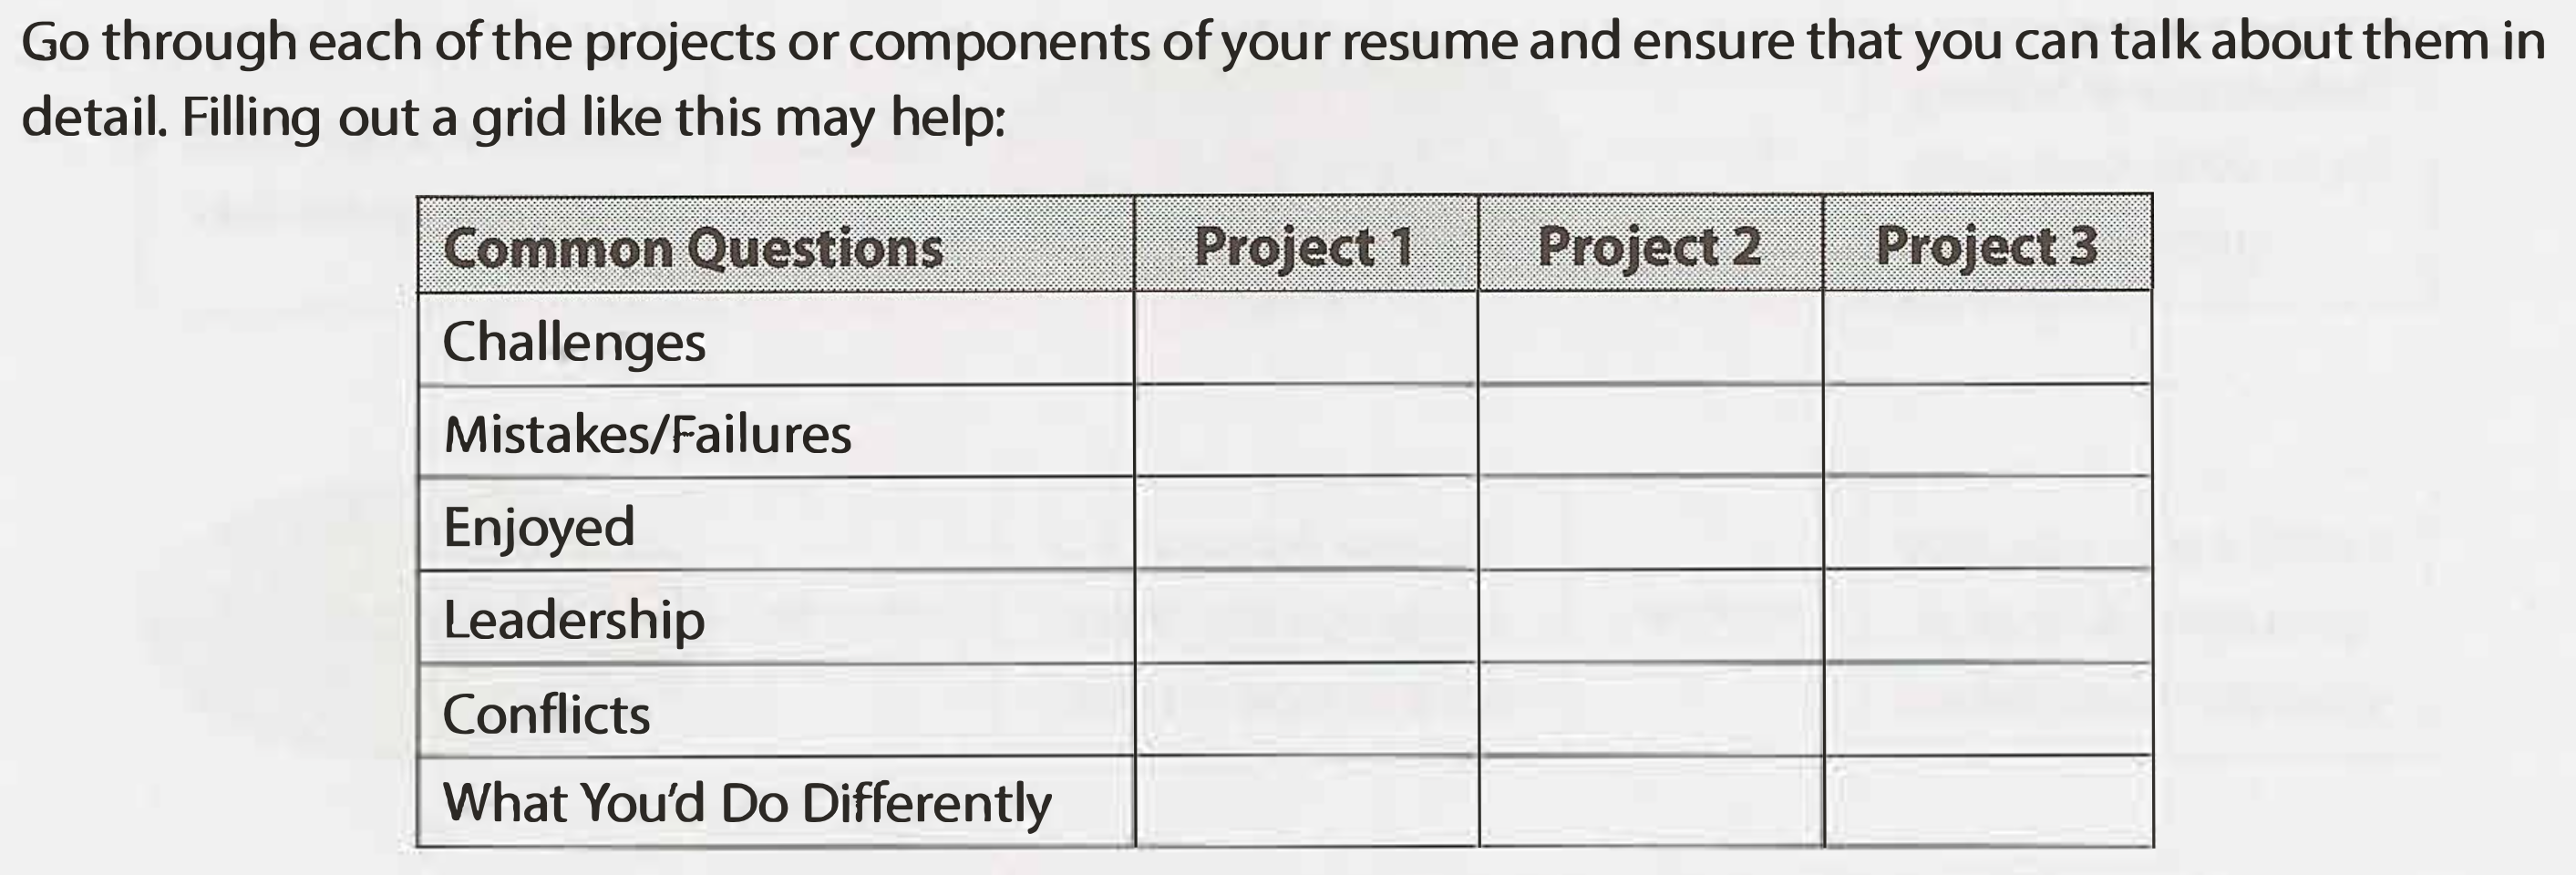 Go through each of the projects or components of your resume and ensure that you can talk about them in
detail. Filling out a grid like this may help:
Common Questions Project 1 Project 2 Project 3
Challenges
Mistakes/Failures
Enjoyed
Leadership
Conflicts
What You'd Do Differently